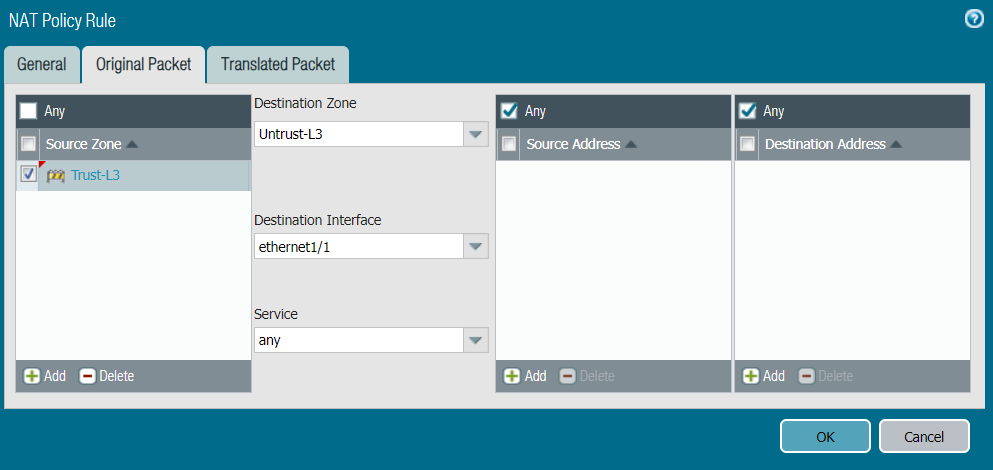 NAT Policy Rule
General
Original Packet
Translated Packet
Any
Source Zone
Trust-L3
Add
Delete
Destination Zone
Untrust-L3
Destination Interface
ethernet1/1
Service
any
Any
Source Address
Add
Delete
Any
Destination Address
Add
Delete
OK
Cancel